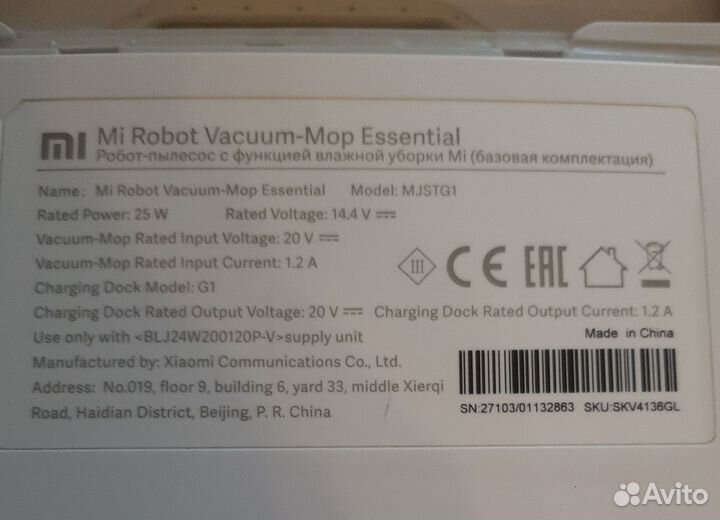 mi Mi Robot Vacuum-Mop Essential
Робот-пылесос с функцией влажной уборки Mi (базовая комплектация)
Name: Mi Robot Vacuum-Mop Essential Model: MJSTG1
Rated Power: 25 W Rated Voltage: 14.4 V
Vacuum-Mop Rated Input Voltage: 20 V
Vacuum-Mop Rated Input Current: 1.2 A
III CE EAC
Charging Dock Model: G1
Charging Dock Rated Output Voltage: 20 V Charging Dock Rated Output Current: 1.2 A
Use only with <BLJ24W200120P-V>supply unit
Made in China
Manufactured by: Xiaomi Communications Co., Ltd.
Address: No.019, floor 9, building 6, yard 33, middle Xierqi
Road, Haidian District, Beijing, P. R. China
SN:27103/01132863 SKU:SKV4136GL
Avito